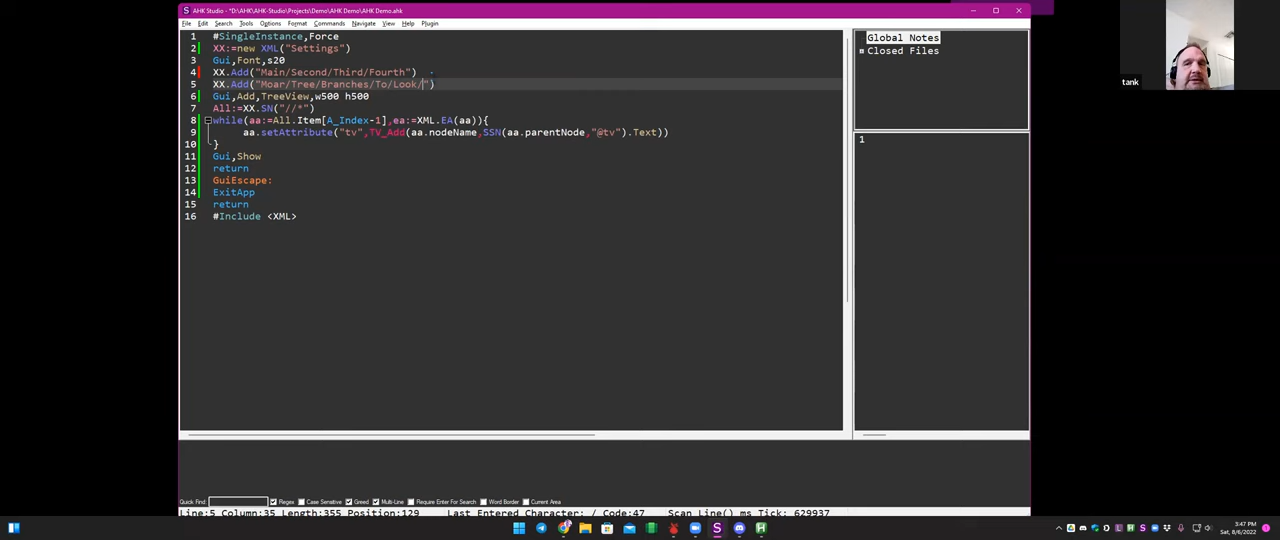 AHK Studio - *D:\AHK\AHK-Studio\Projects\Demo\AHK Demo\AHK Demo.ahk
File Edit Search Tools Options Format Commands Navigate View Help Plugin
1 #SingleInstance,Force
2 XX:=new XML("Settings")
3 Gui,Font,s20
4 XX.Add("Main/Second/Third/Fourth")
5 XX.Add("Moar/Tree/Branches/To/Look/")
6 Gui,Add,TreeView,w500 h500
7 All:=XX.SN("//*")
8 while(aa:=All.Item[A_Index-1],ea:=XML.EA(aa)){
9 aa.setAttribute("tv",TV_Add(aa.nodeName,SSN(aa.parentNode,"@tv").Text))
10 }
11 Gui,Show
12 return
13 GuiEscape:
14 ExitApp
15 return
16 #Include <XML>
Global Notes
Closed Files
1
tank
Quick Find: Regex Case Sensitive Greed Multi-Line Require Enter For Search Word Border Current Area
Line:5 Column:35 Length:355 Position:129 Last Entered Character: / Code:47 Scan Line() ms Tick: 629937
3:47 PM
Sat, 8/6/2022